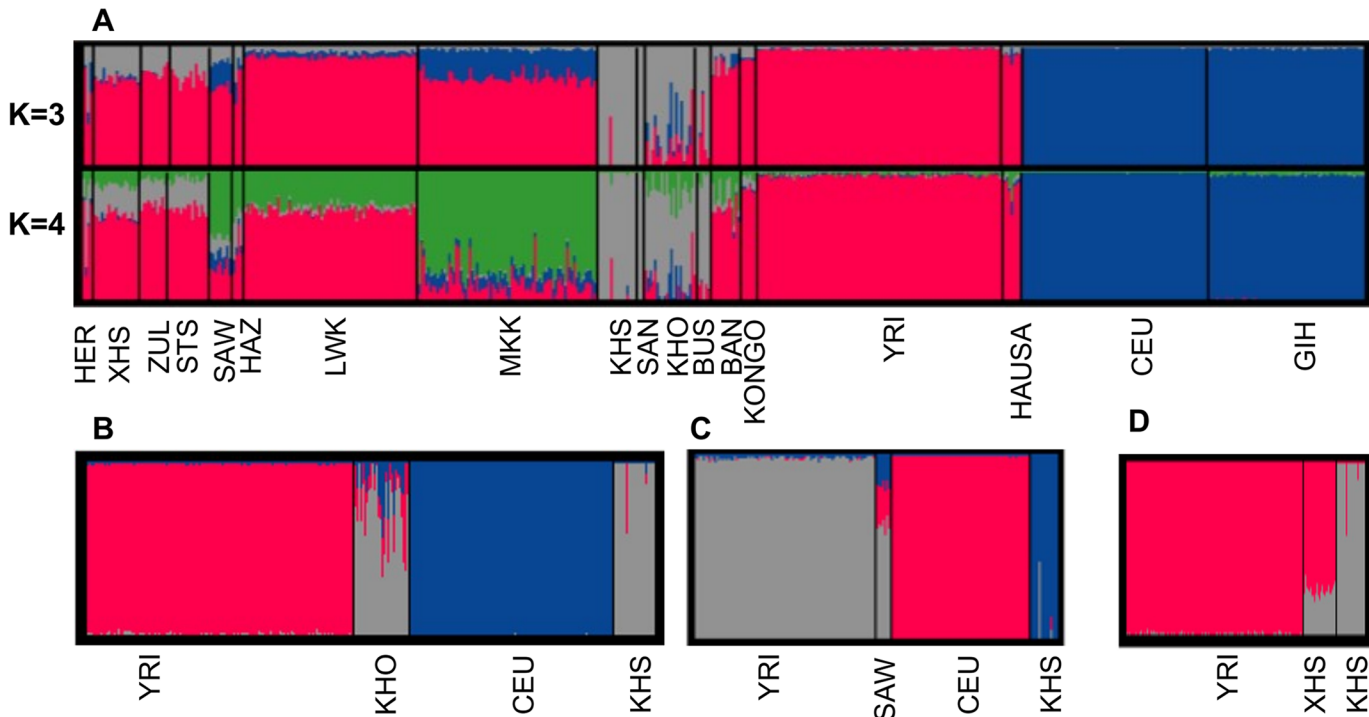 A
K=3
K=4
HER XHS ZUL STS SAW HAZ LWK MKK KHS SAN KHO BUS BAN KONGO YRI HAUSA CEU GIH
B C D
YRI KHO CEU KHS YRI SAW CEU KHS YRI XHS KHS